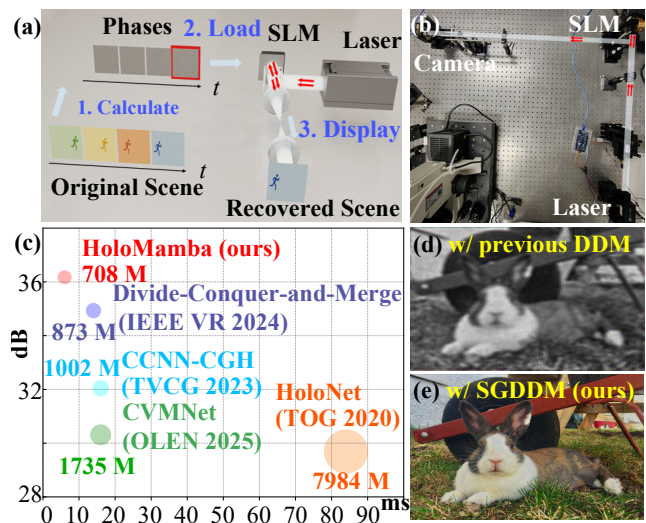 (a)
Phases
2. Load
SLM
Laser
t
1. Calculate
3. Display
t
Original Scene
Recovered Scene
(b)
SLM
Camera
Laser
(c)
HoloMamba (ours)
708 M
Divide-Conquer-and-Merge
(IEEE VR 2024)
873 M
1002 M
CCNN-CGH
(TVCG 2023)
CVMNet
(OLEN 2025)
1735 M
HoloNet
(TOG 2020)
7984 M
dB
36
32
28
0 10 20 30 40 50 60 70 80 90 ms
(d) w/ previous DDM
(e) w/ SGDDM (ours)